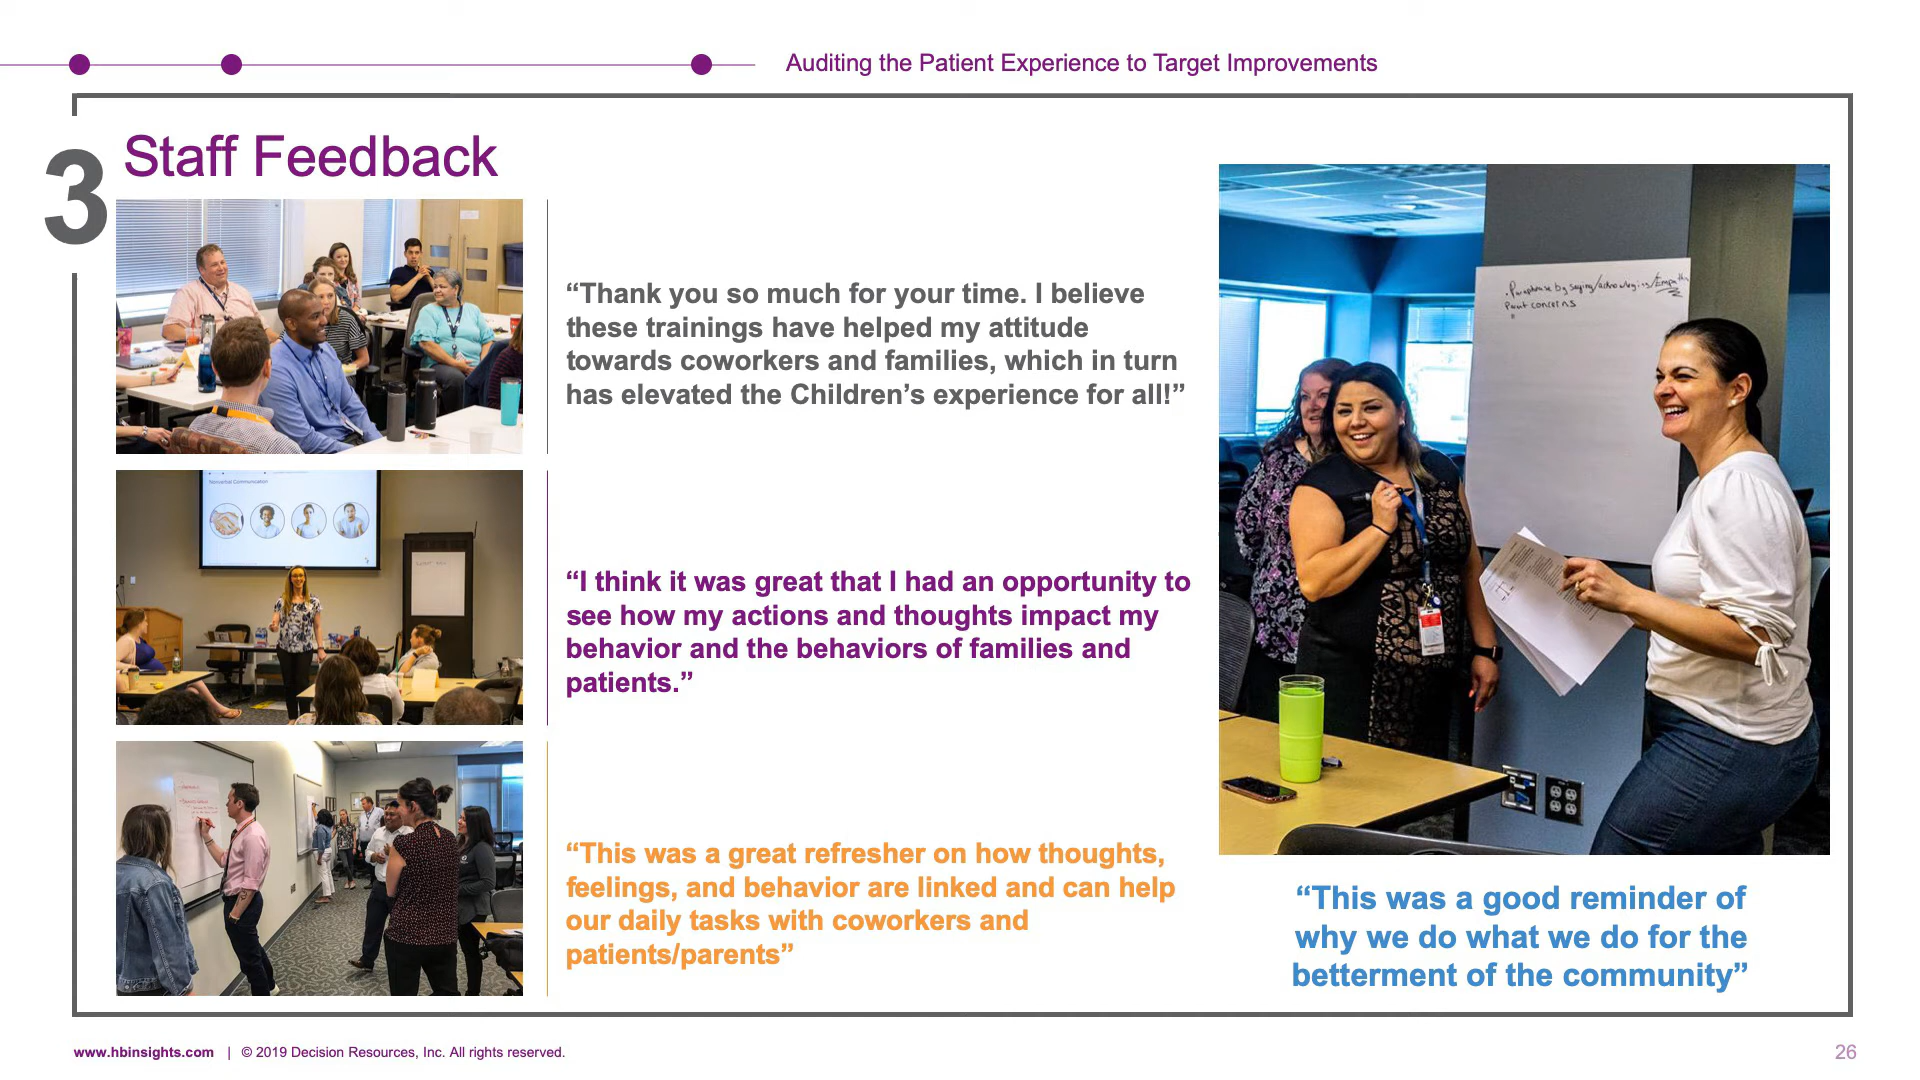 Auditing the Patient Experience to Target Improvements
3
Staff Feedback
“Thank you so much for your time. I believe
these trainings have helped my attitude
towards coworkers and families, which in turn
has elevated the Children’s experience for all!”
Nonverbal Communication
“I think it was great that I had an opportunity to
see how my actions and thoughts impact my
behavior and the behaviors of families and
patients.”
“This was a great refresher on how thoughts,
feelings, and behavior are linked and can help
our daily tasks with coworkers and
patients/parents”
. Paraphrase by saying/
concerns
“This was a good reminder of
why we do what we do for the
betterment of the community”
www.hbinsights.com | © 2019 Decision Resources, Inc. All rights reserved.
26